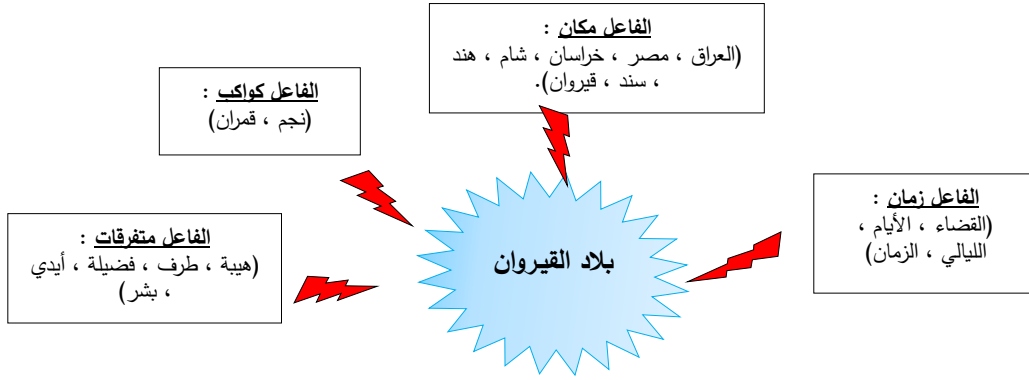 الفاعل مكان :
(العراق ، مصر ، خراسان ، شام ، هند
، سند ، قيروان).
الفاعل كواكب :
(نجم ، قمران)
الفاعل زمان :
(القضاء ، الأيام ،
الليالي ، الزمان)
الفاعل متفرقات :
(هيبة ، طرف ، فضيلة ، أيدي
، بشر)
بلاد القيروان